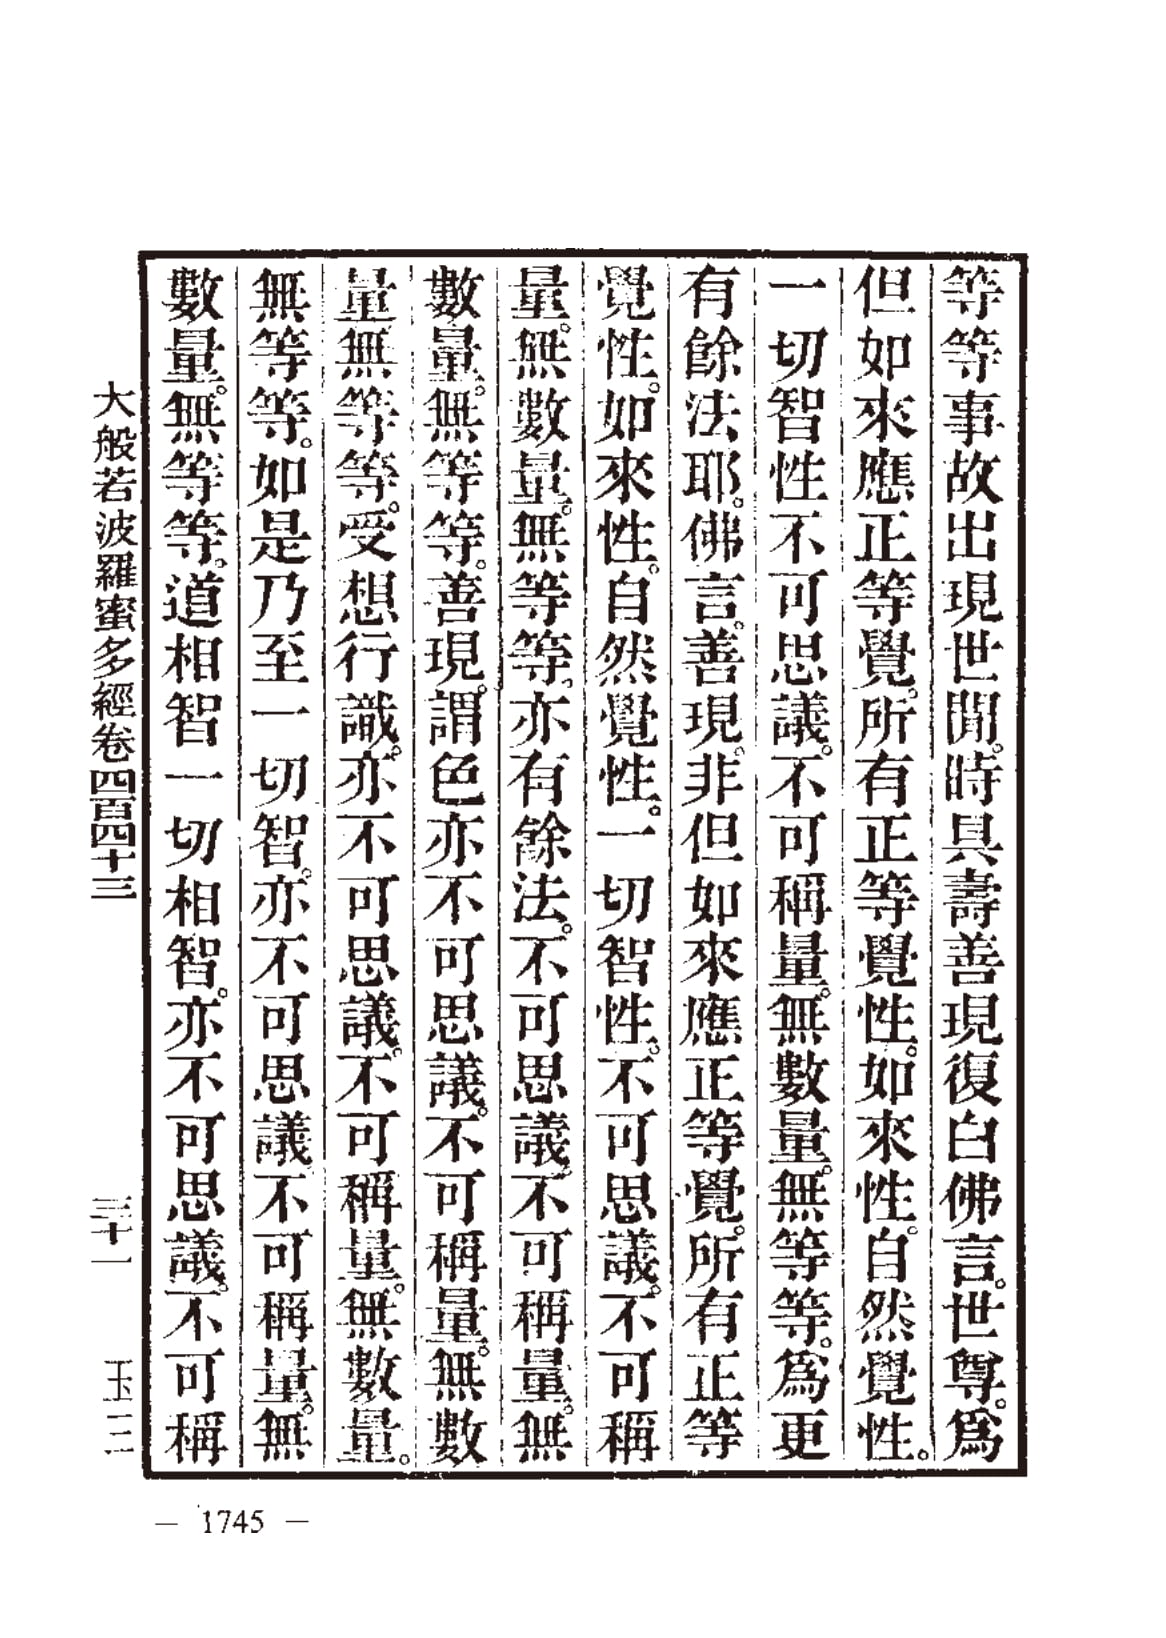 等等事故出現世間。時具壽善現復白佛言。世尊。為
但如來應正等覺。所有正等覺性。如來性。自然覺性。
一切智性不可思議。不可稱量。無數量。無等等。為更
有餘法耶。佛言。善現。非但如來應正等覺。所有正等
覺性。如來性。自然覺性。一切智性。不可思議。不可稱
量。無數量。無等等。亦有餘法。不可思議。不可稱量。無
數量。無等等。善現。謂色亦不可思議。不可稱量。無數
量無等等。受想行識。亦不可思議。不可稱量。無數量。
無等等。如是乃至一切智。亦不可思議不可稱量。無
數量。無等等。道相智一切相智。亦不可思議。不可稱
大般若波羅蜜多經卷四百四十三 三十一 玉三
— 1745 —